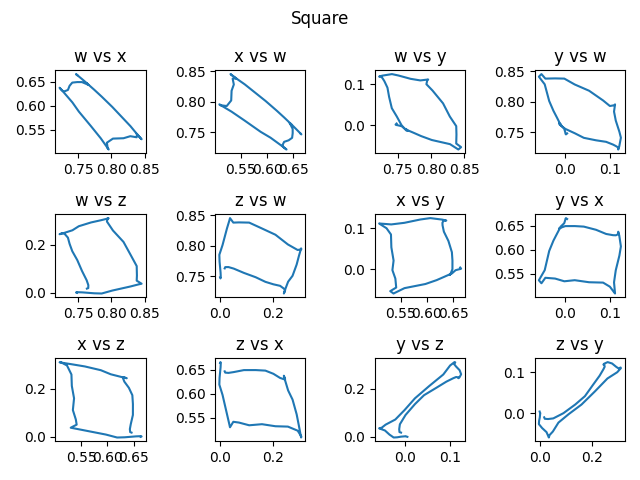 Square
w vs x
x vs w
w vs y
y vs w
0.65
0.60
0.55
0.75 0.80 0.85
0.85
0.80
0.75
0.55 0.60 0.65
0.1
0.0
0.75 0.80 0.85
0.85
0.80
0.75
0.0 0.1
w vs z
z vs w
x vs y
y vs x
0.2
0.0
0.75 0.80 0.85
0.85
0.80
0.75
0.0 0.2
0.1
0.0
0.55 0.60 0.65
0.65
0.60
0.55
0.0 0.1
x vs z
z vs x
y vs z
z vs y
0.2
0.0
0.55 0.60 0.65
0.65
0.60
0.55
0.0 0.2
0.2
0.0
0.0 0.1
0.1
0.0
0.0 0.2